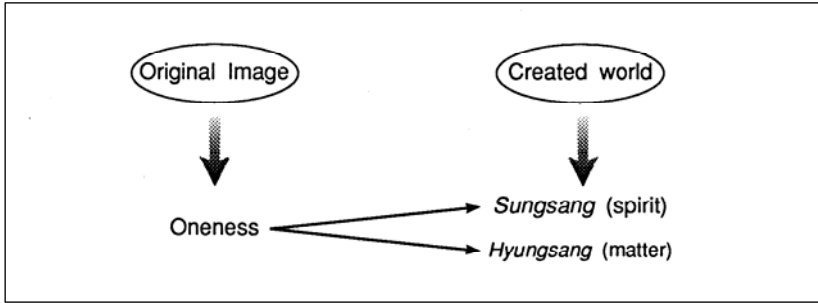 Original Image
Created world
Sungsang (spirit)
Oneness
Hyungsang (matter)